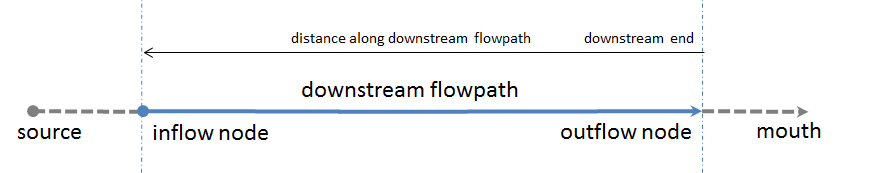 distance along downstream flowpath downstream end
downstream flowpath
source inflow node outflow node mouth